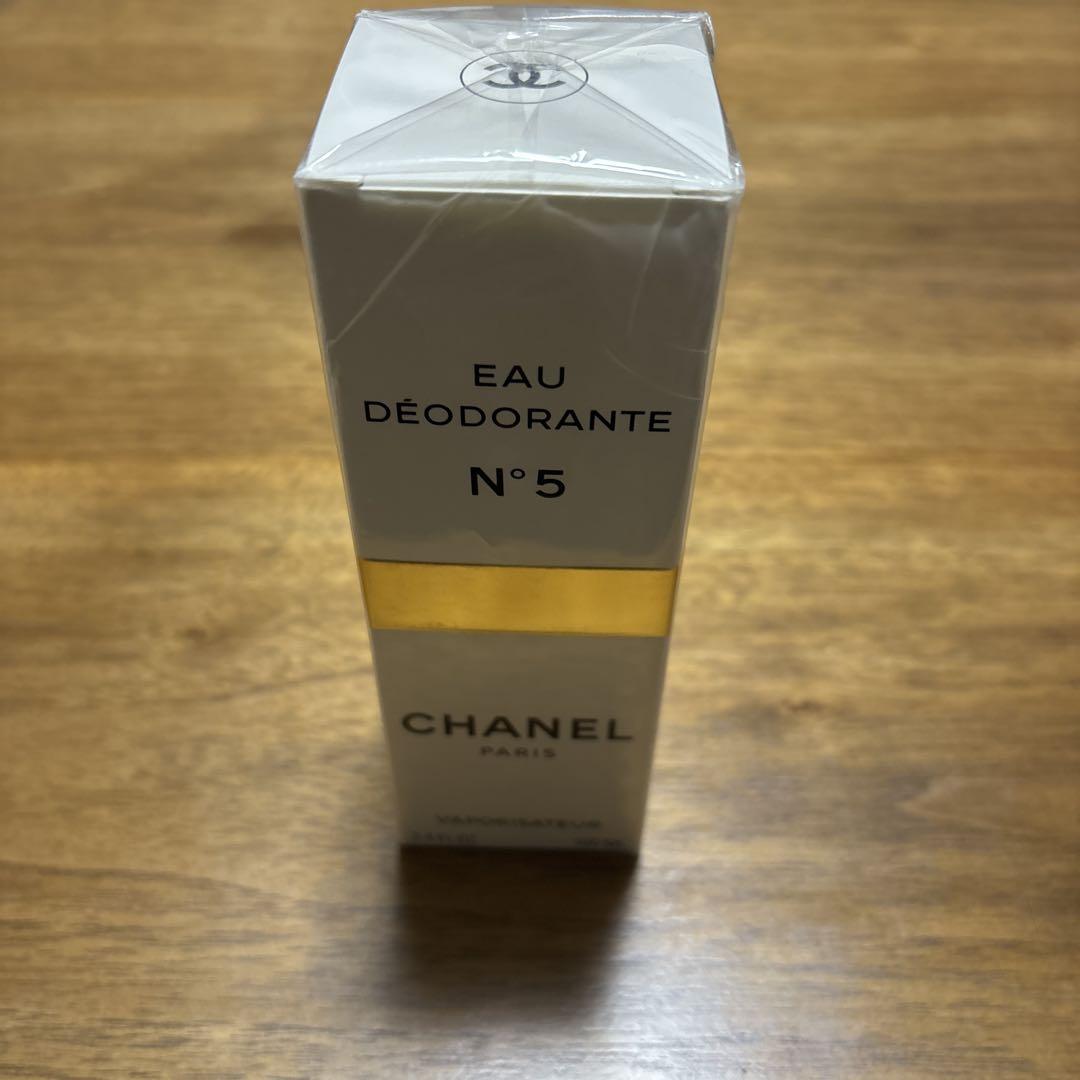 EAU
DÉODORANTE
N°5
CHANEL
PARIS
VAPORISATEUR